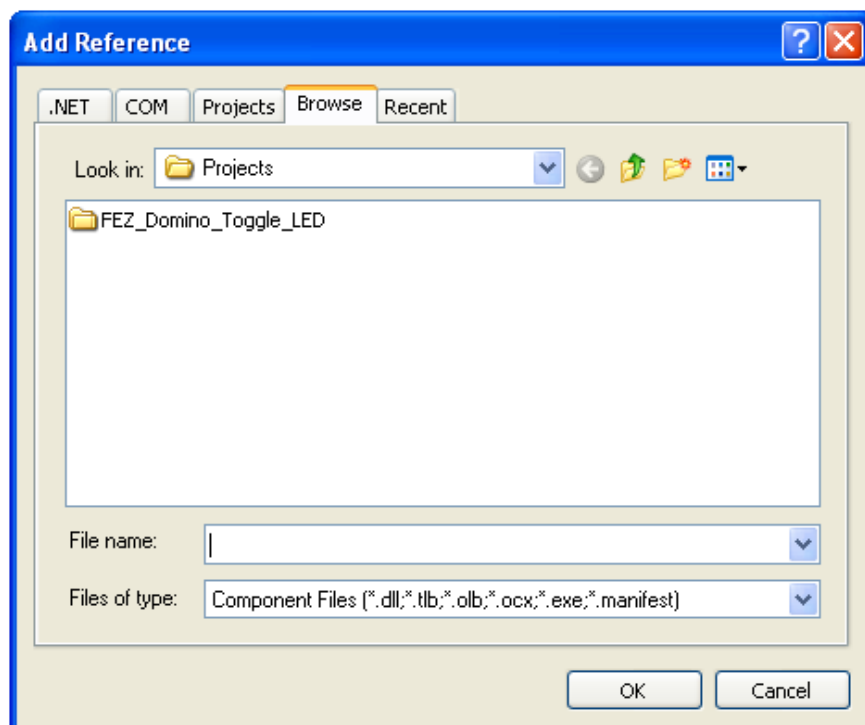 Add Reference
.NET COM Projects Browse Recent
Look in: Projects
FEZ_Domino_Toggle_LED
File name:
Files of type: Component Files (*.dll;*.tlb;*.olb;*.ocx;*.exe;*.manifest)
OK Cancel